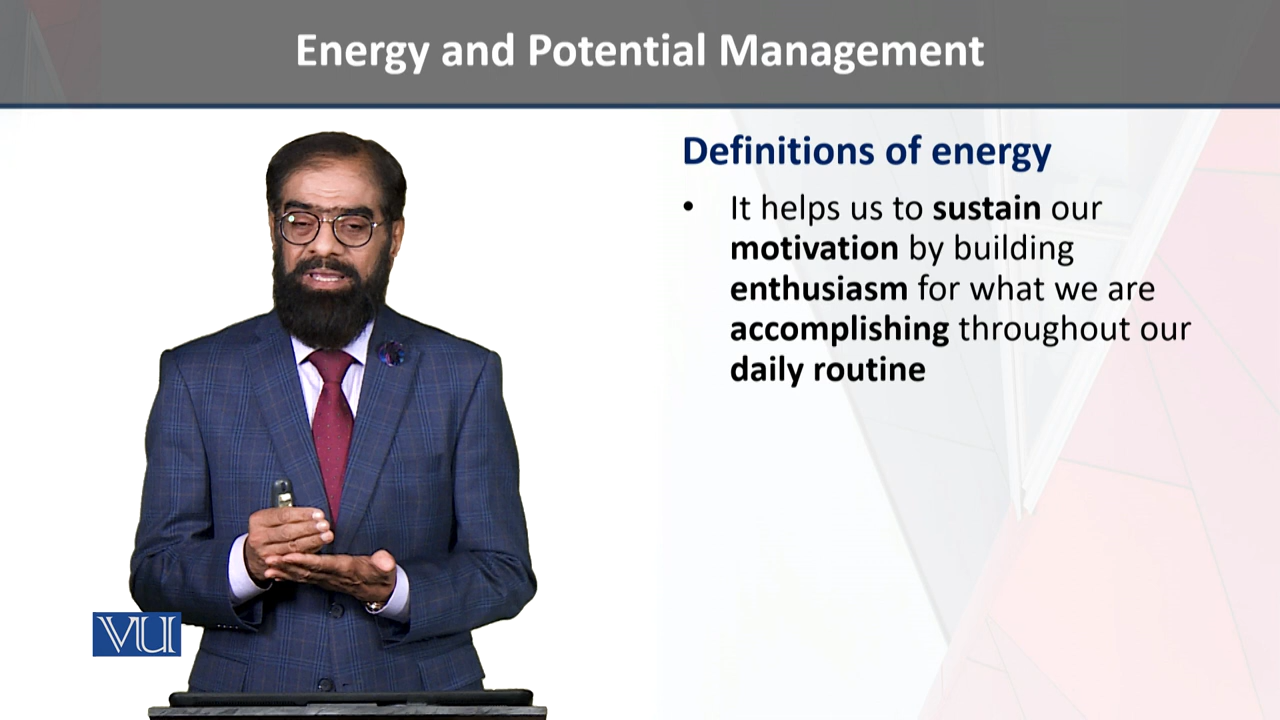 Energy and Potential Management
Definitions of energy
• It helps us to sustain our
motivation by building
enthusiasm for what we are
accomplishing throughout our
daily routine
VU